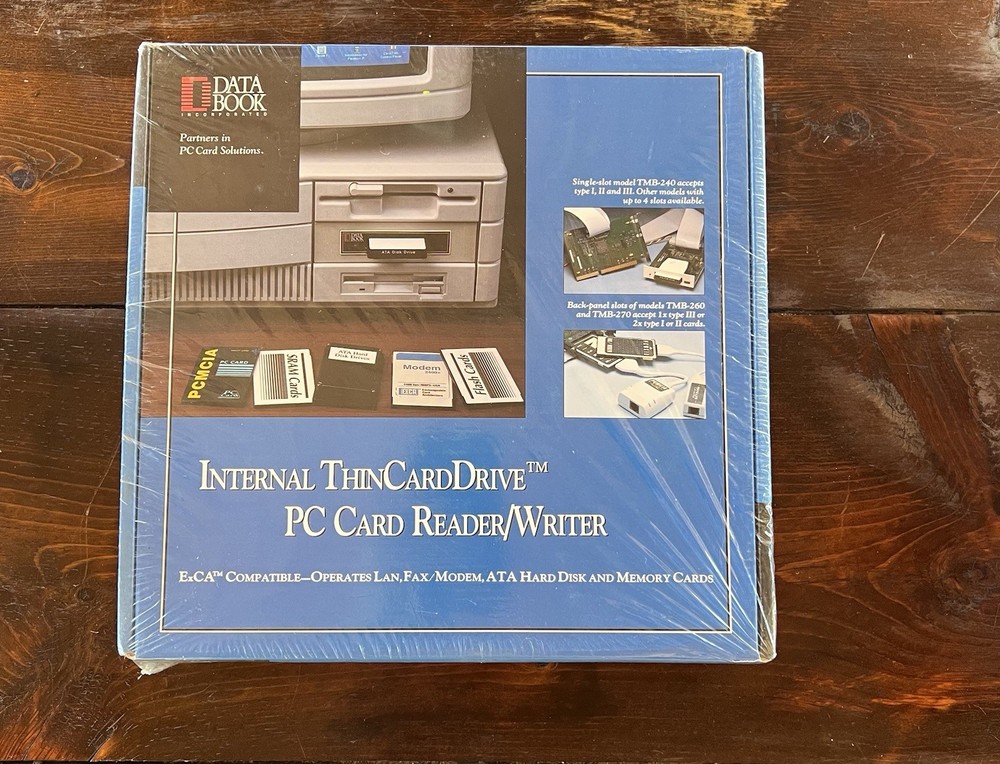 DATA
BOOK
INCORPORATED
Partners in
PC Card Solutions.
DATA
BOOK
ATA Disk Drive
PCMCIA
PC CARD
SRAM Cards
ATA Hard
Disk Drives
Modem
Flash Cards
Single-slot model TMB-240 accepts
type I, II and III. Other models with
up to 4 slots available.
Back-panel slots of models TMB-260
and TMB-270 accept 1x type III or
2x type I or II cards.
INTERNAL THINCARDDRIVE™
PC CARD READER/WRITER
EXCA™ COMPATIBLE—OPERATES LAN, FAX/MODEM, ATA HARD DISK AND MEMORY CARDS